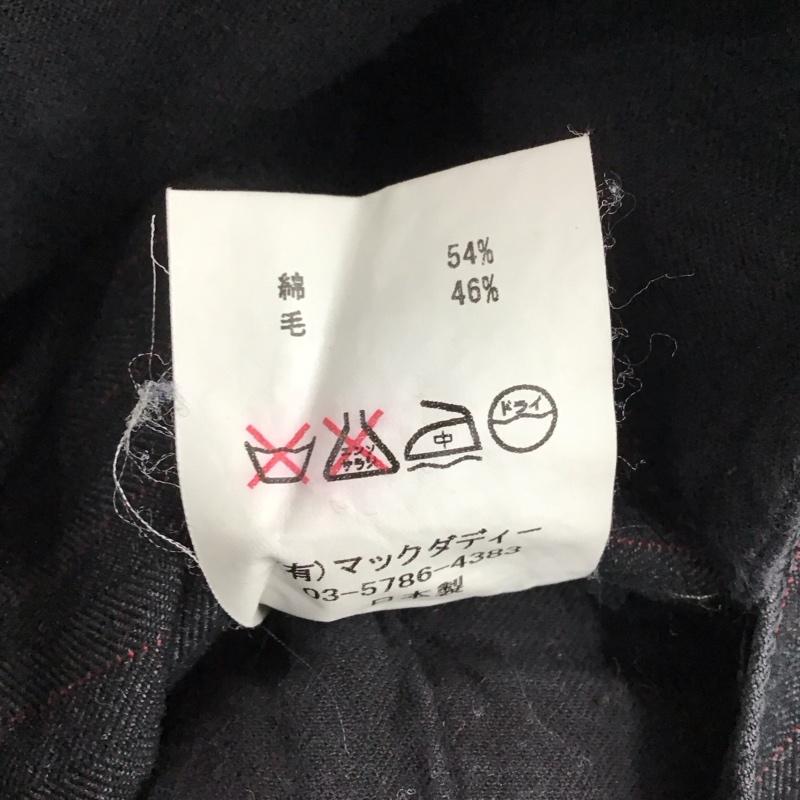 綿 54%
毛 46%
エンソ
サラシ
中
ドライ
有)マックダディー
03-5786-4383
日本製